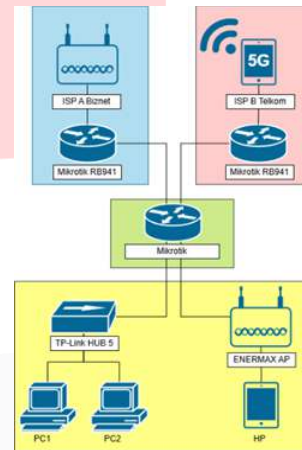 5G
ISP A Biznet
ISP B Telkom
Mikrotik RB941
Mikrotik RB941
Mikrotik
TP-Link HUB 5
ENERMAX AP
PC1
PC2
HP